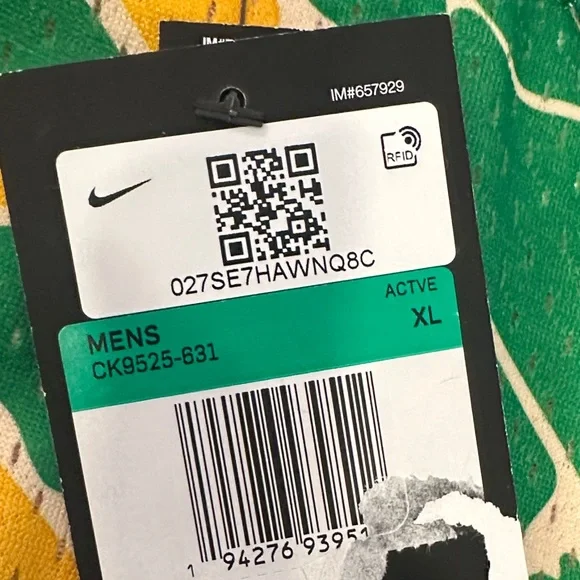 IM#657929
RFID
027SE7HAWNQ8C
ACTVE
MENS
XL
CK9525-631
1 94276 93951